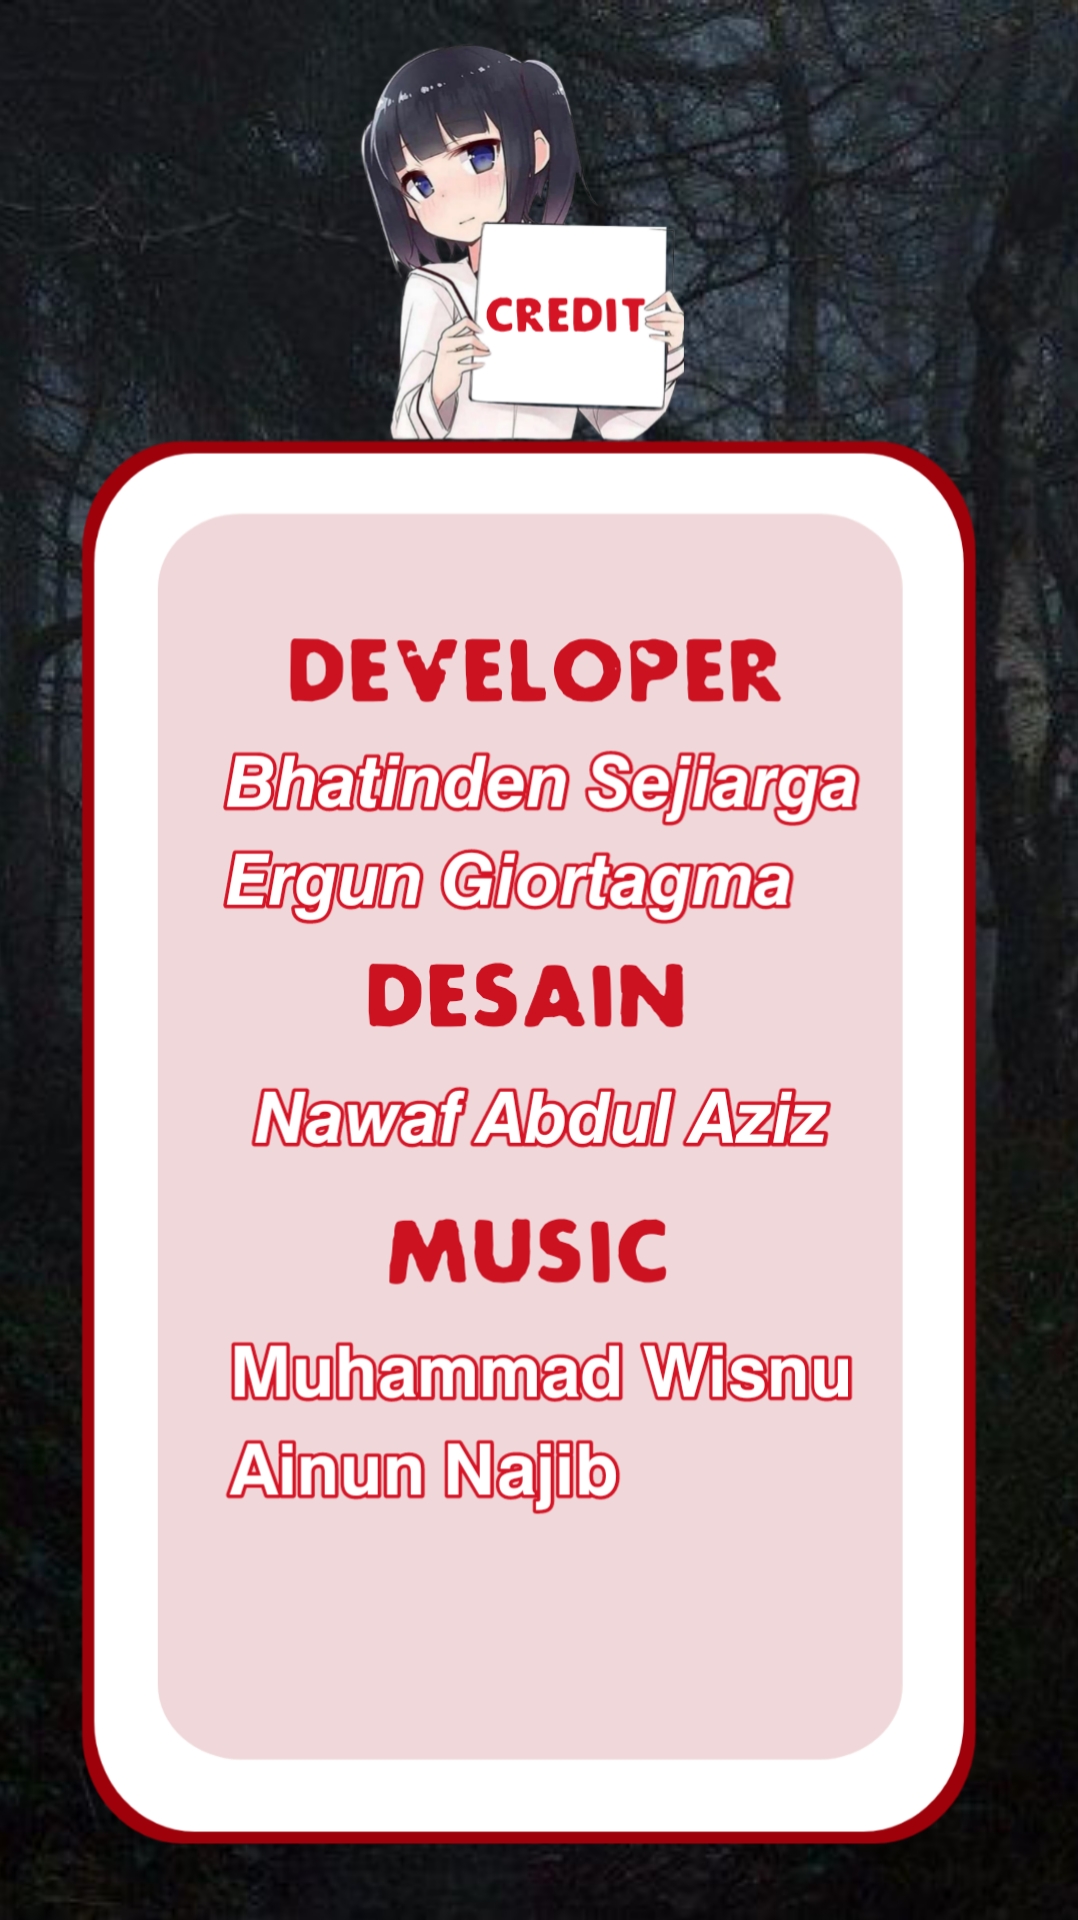 CREDIT
DEVELOPER
Bhatinden Sejiarga
Ergun Giortagma
DESAIN
Nawaf Abdul Aziz
MUSIC
Muhammad Wisnu
Ainun Najib